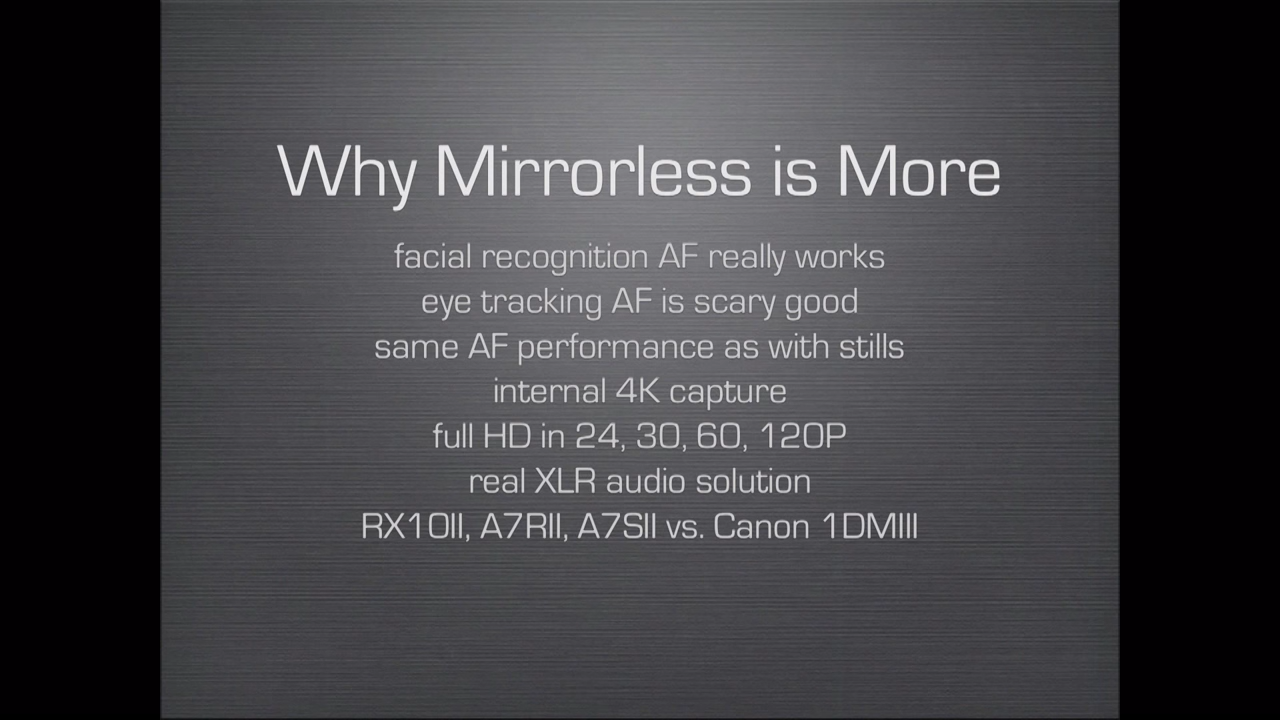 Why Mirrorless is More
facial recognition AF really works
eye tracking AF is scary good
same AF performance as with stills
internal 4K capture
full HD in 24, 30, 60, 120P
real XLR audio solution
RX10II, A7RII, A7SII vs. Canon 1DMIII